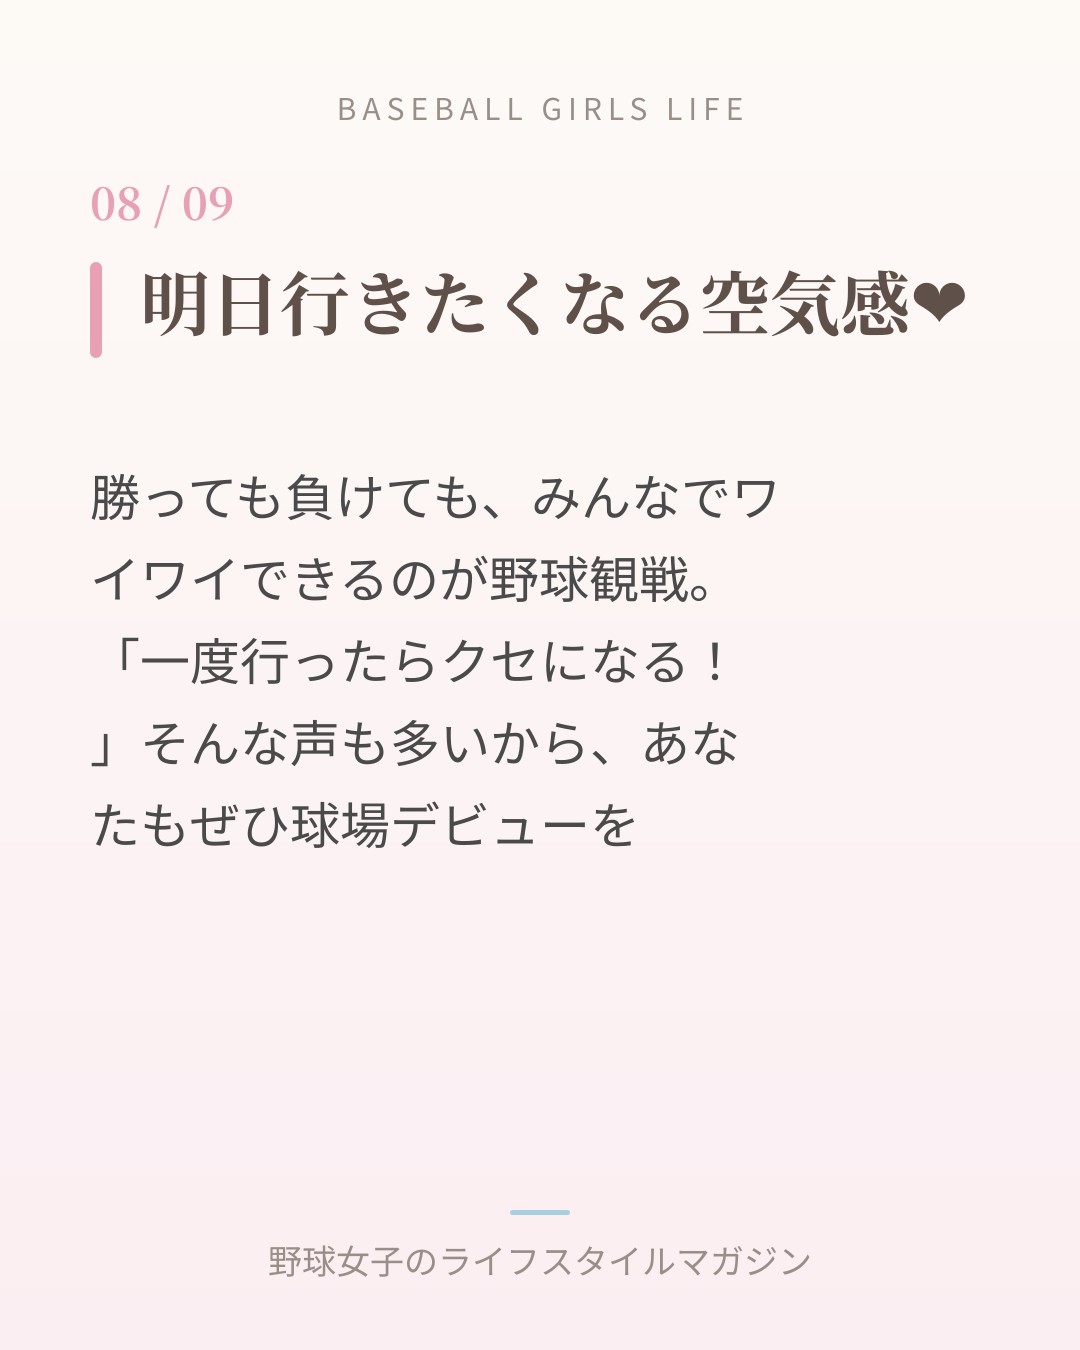 BASEBALL GIRLS LIFE
08 / 09
明日行きたくなる空気感❤
勝っても負けても、みんなでワ
イワイできるのが野球観戦。
「一度行ったらクセになる！
」そんな声も多いから、あな
たもぜひ球場デビューを
野球女子のライフスタイルマガジン